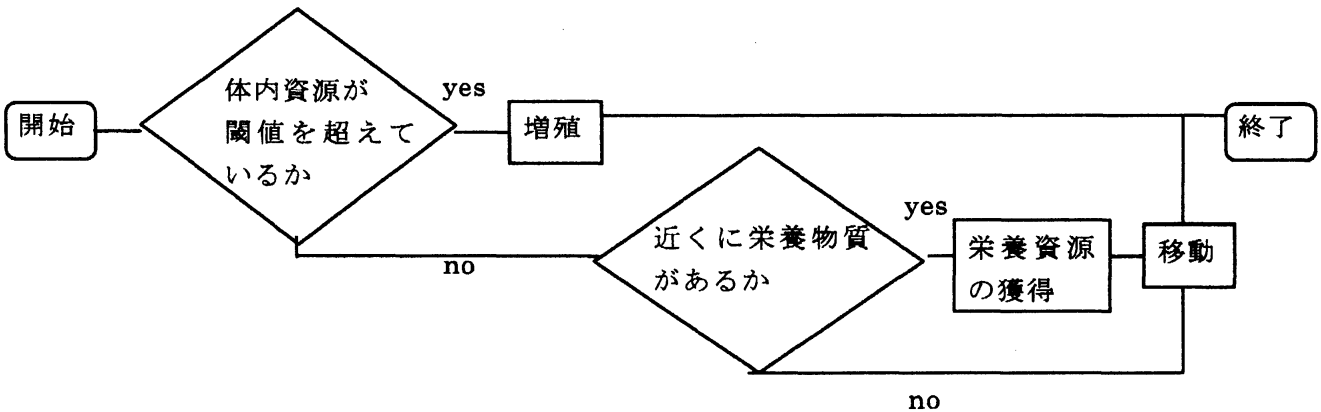 開始
体内資源が
閾値を超えて
いるか
yes
増殖
終了
no
近くに栄養物質
があるか
yes
栄養資源
の獲得
移動
no